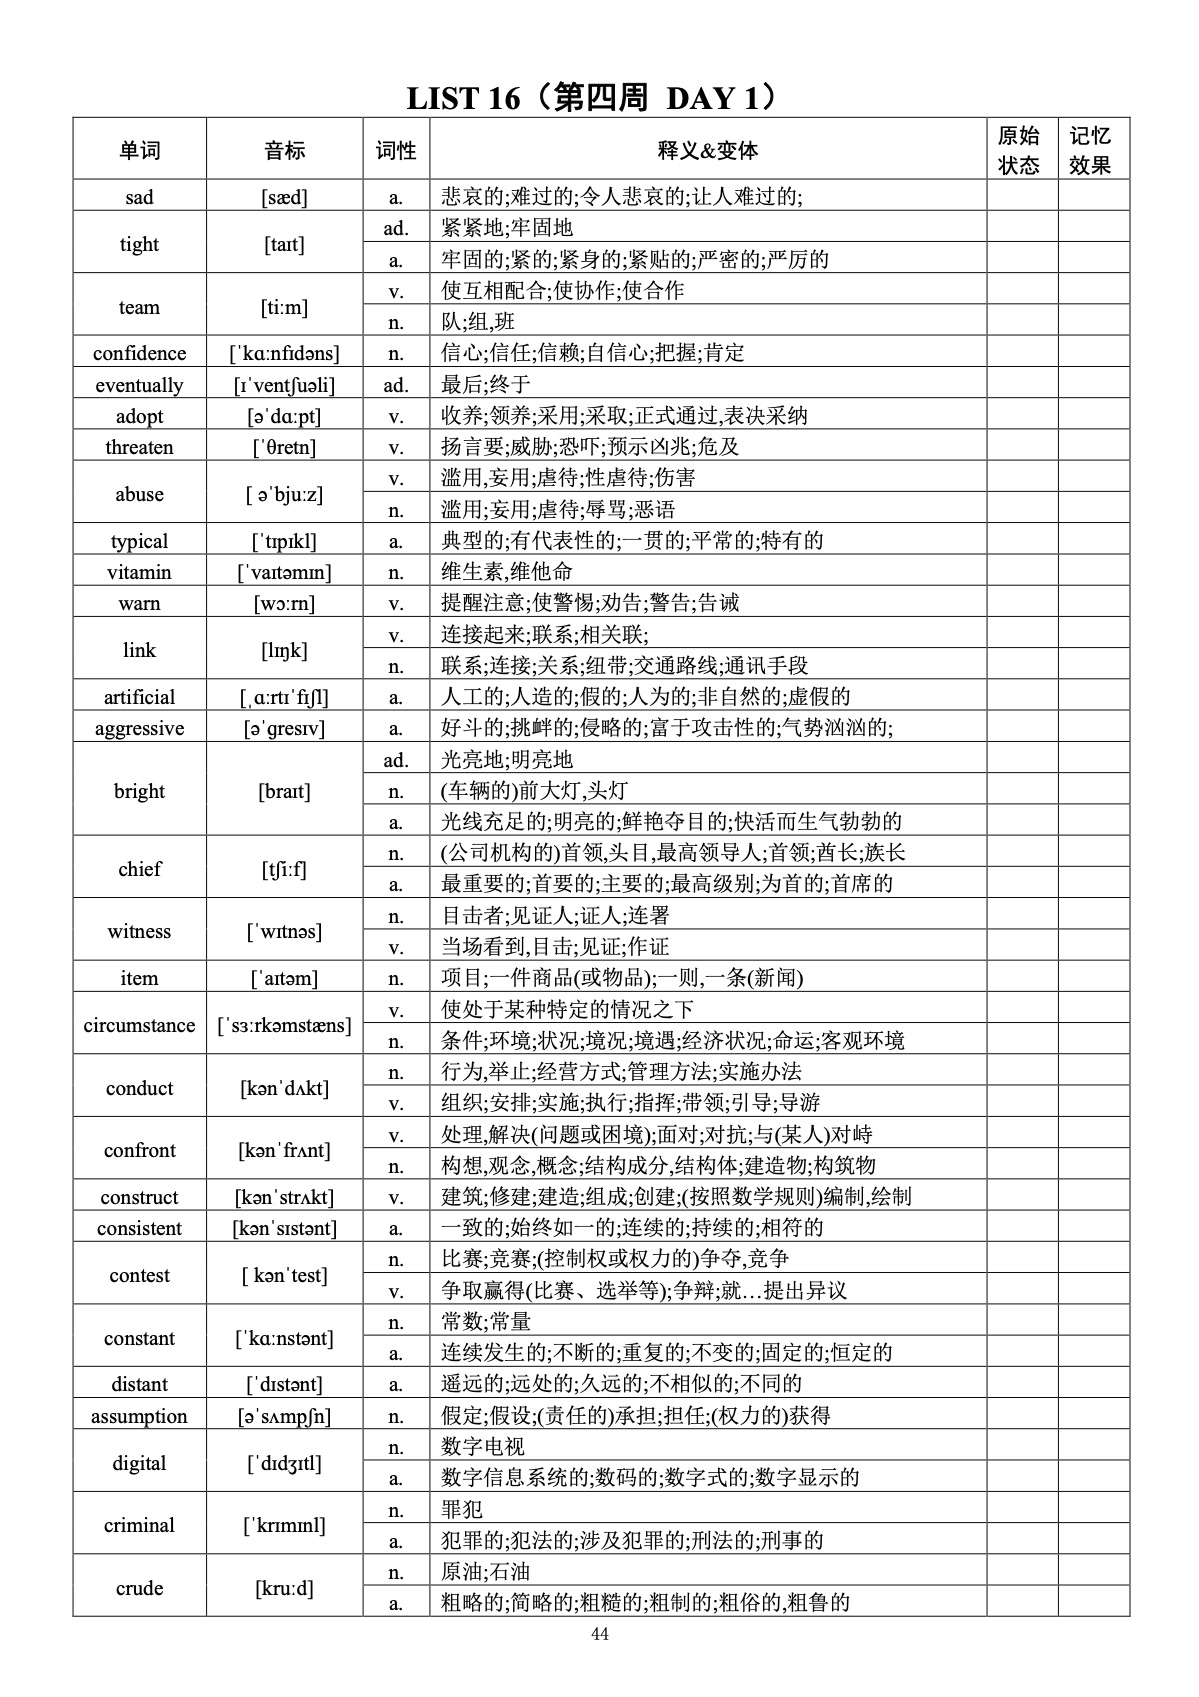 LIST 16（第四周 DAY 1）
单词 音标 词性 释义&变体 原始状态 记忆效果
sad [sæd] a. 悲哀的;难过的;令人悲哀的;让人难过的;
tight [taɪt] ad. 紧紧地;牢固地
a. 牢固的;紧的;紧身的;紧贴的;严密的;严厉的
team [tiːm] v. 使互相配合;使协作;使合作
n. 队;组,班
confidence [ˈkɑːnfɪdəns] n. 信心;信任;信赖;自信心;把握;肯定
eventually [ɪˈventʃuəli] ad. 最后;终于
adopt [əˈdɑːpt] v. 收养;领养;采用;采取;正式通过,表决采纳
threaten [ˈθretn] v. 扬言要;威胁;恐吓;预示凶兆;危及
abuse [ əˈbjuːz] v. 滥用,妄用;虐待;性虐待;伤害
n. 滥用;妄用;虐待;辱骂;恶语
typical [ˈtɪpɪkl] a. 典型的;有代表性的;一贯的;平常的;特有的
vitamin [ˈvaɪtəmɪn] n. 维生素,维他命
warn [wɔːrn] v. 提醒注意;使警惕;劝告;警告;告诫
link [lɪŋk] v. 连接起来;联系;相关联;
n. 联系;连接;关系;纽带;交通路线;通讯手段
artificial [ˌɑːrtɪˈfɪʃl] a. 人工的;人造的;假的;人为的;非自然的;虚假的
aggressive [əˈɡresɪv] a. 好斗的;挑衅的;侵略的;富于攻击性的;气势汹汹的;
bright [braɪt] ad. 光亮地;明亮地
n. (车辆的)前大灯,头灯
a. 光线充足的;明亮的;鲜艳夺目的;快活而生气勃勃的
chief [tʃiːf] n. (公司机构的)首领,头目,最高领导人;首领;酋长;族长
a. 最重要的;首要的;主要的;最高级别;为首的;首席的
witness [ˈwɪtnəs] n. 目击者;见证人;证人;连署
v. 当场看到,目击;见证;作证
item [ˈaɪtəm] n. 项目;一件商品(或物品);一则,一条(新闻)
circumstance [ˈsɜːrkəmstæns] v. 使处于某种特定的情况之下
n. 条件;环境;状况;境况;境遇;经济状况;命运;客观环境
conduct [kənˈdʌkt] n. 行为,举止;经营方式;管理方法;实施办法
v. 组织;安排;实施;执行;指挥;带领;引导;导游
confront [kənˈfrʌnt] v. 处理,解决(问题或困境);面对;对抗;与(某人)对峙
n. 构想,观念,概念;结构成分,结构体;建造物;构筑物
construct [kənˈstrʌkt] v. 建筑;修建;建造;组成;创建;(按照数学规则)编制,绘制
consistent [kənˈsɪstənt] a. 一致的;始终如一的;连续的;持续的;相符的
contest [ kənˈtest] n. 比赛;竞赛;(控制权或权力的)争夺,竞争
v. 争取赢得(比赛、选举等);争辩;就…提出异议
constant [ˈkɑːnstənt] n. 常数;常量
a. 连续发生的;不断的;重复的;不变的;固定的;恒定的
distant [ˈdɪstənt] a. 遥远的;远处的;久远的;不相似的;不同的
assumption [əˈsʌmpʃn] n. 假定;假设;(责任的)承担;担任;(权力的)获得
digital [ˈdɪdʒɪtl] n. 数字电视
a. 数字信息系统的;数码的;数字式的;数字显示的
criminal [ˈkrɪmɪnl] n. 罪犯
a. 犯罪的;犯法的;涉及犯罪的;刑法的;刑事的
crude [kruːd] n. 原油;石油
a. 粗略的;简略的;粗糙的;粗制的;粗俗的,粗鲁的
44